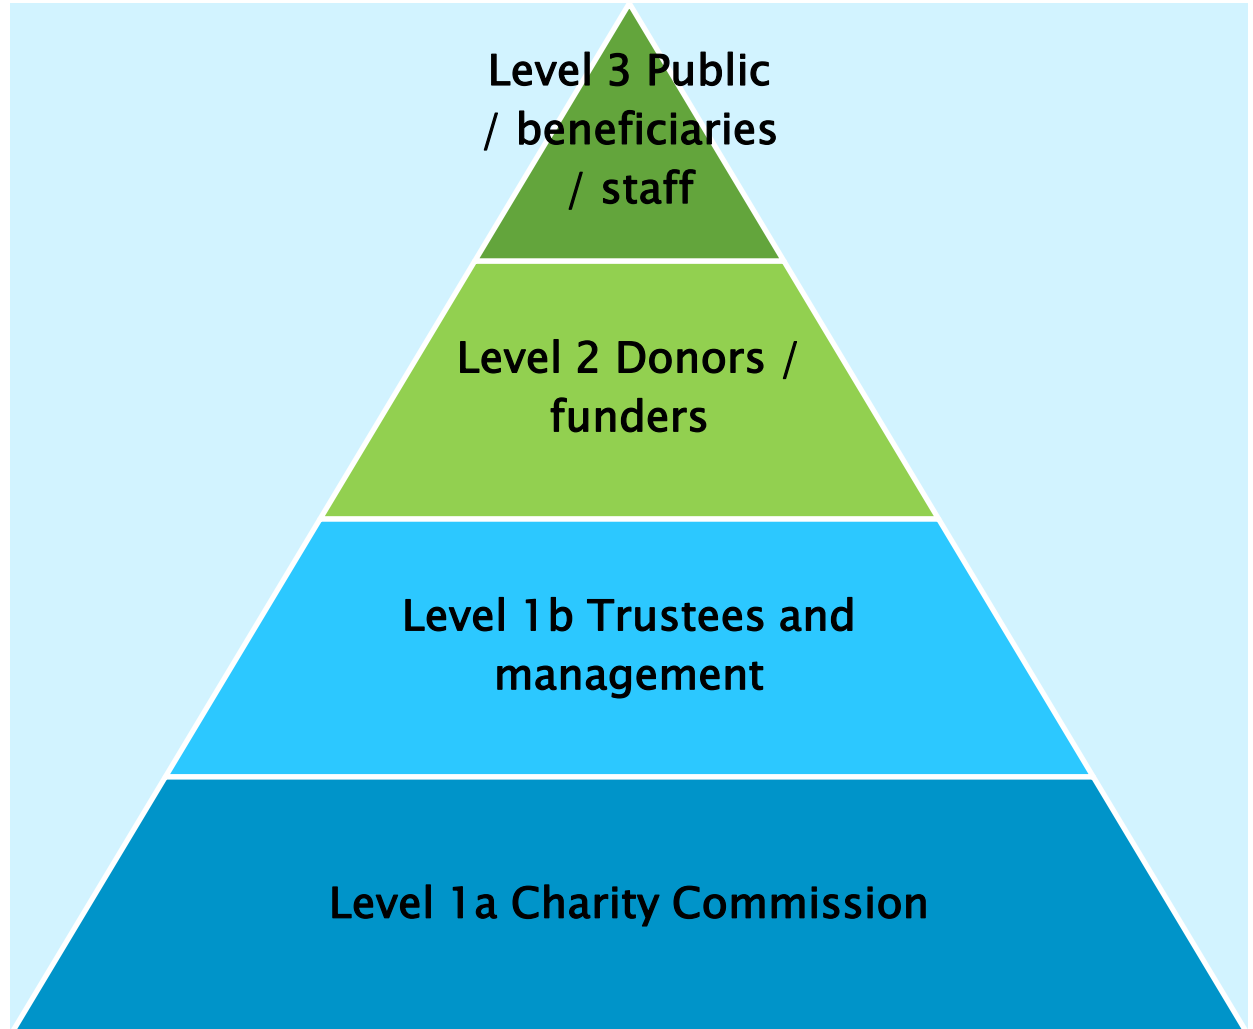 Level 3 Public
/ beneficiaries
/ staff
Level 2 Donors /
funders
Level 1b Trustees and
management
Level 1a Charity Commission